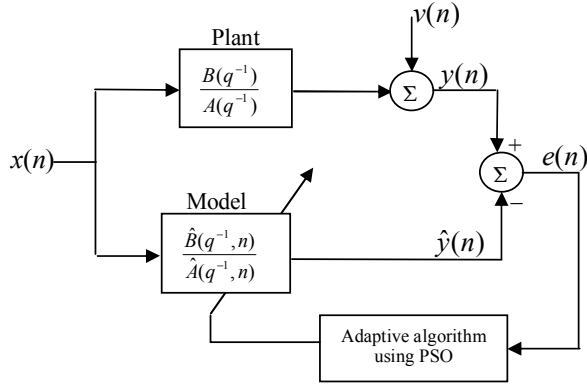 v(n)
Plant
B(q⁻¹)
A(q⁻¹)
Σ
y(n)
x(n)
+
Σ
e(n)
−
Model
B̂(q⁻¹, n)
Â(q⁻¹, n)
ŷ(n)
Adaptive algorithm
using PSO